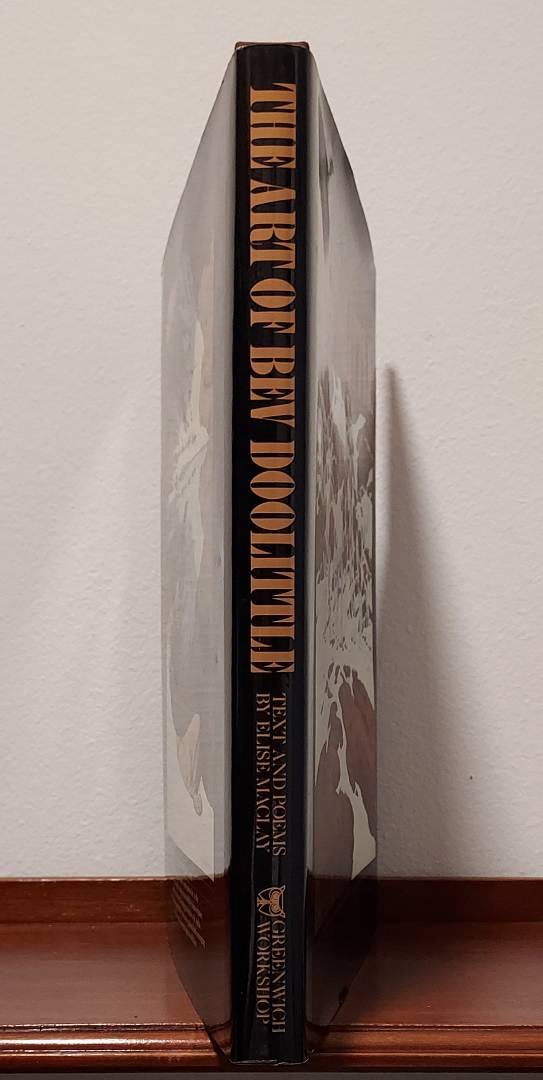 THE ART OF BEV DOOLITTLE
TEXT AND POEMS
BY ELISE MACLAY
GREENWICH
WORKSHOP